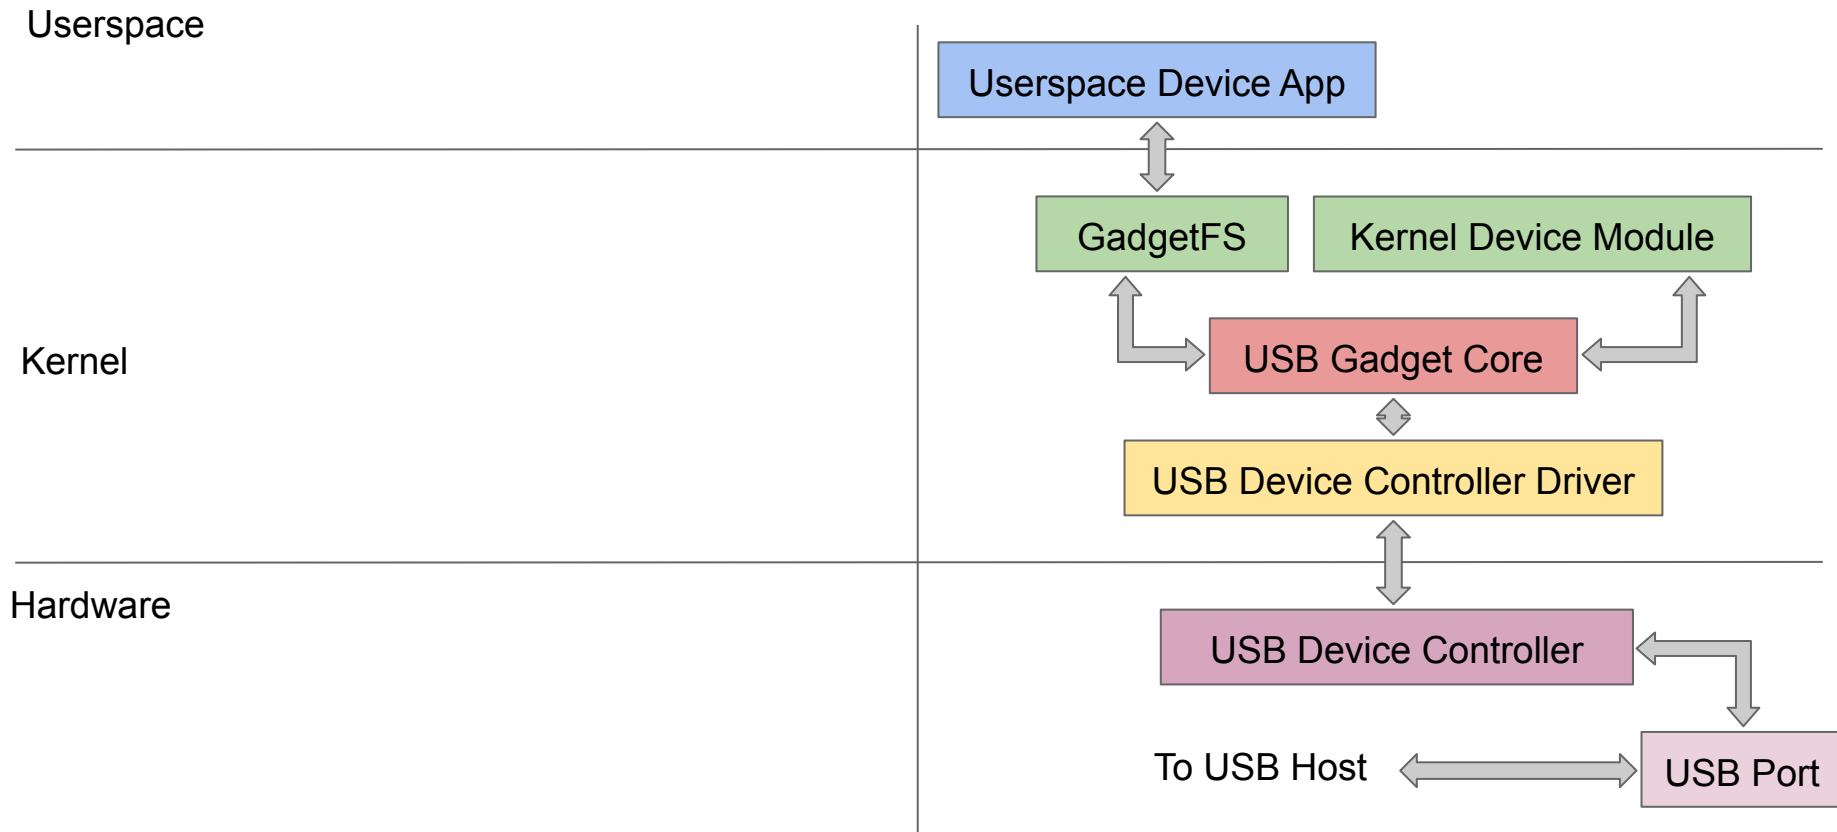 Userspace
Userspace Device App
GadgetFS
Kernel Device Module
Kernel
USB Gadget Core
USB Device Controller Driver
Hardware
USB Device Controller
To USB Host
USB Port